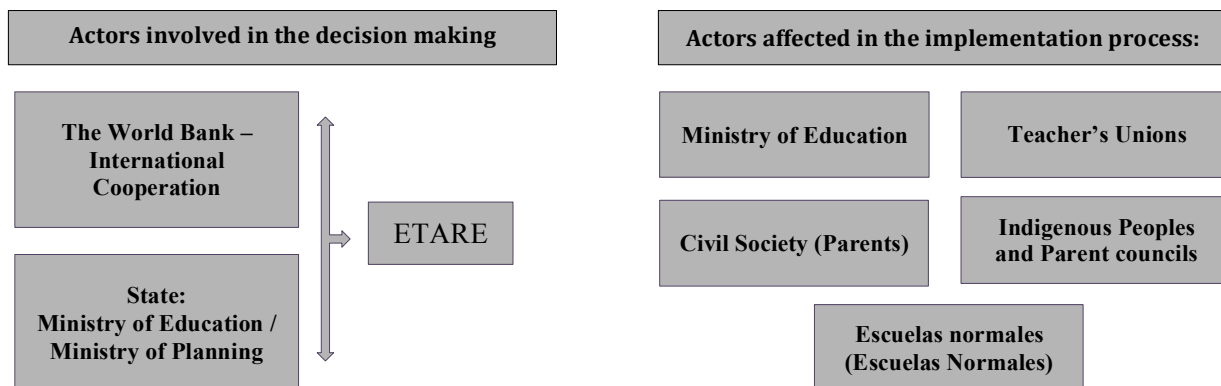 Actors involved in the decision making
The World Bank –
International
Cooperation
State:
Ministry of Education /
Ministry of Planning
ETARE
Actors affected in the implementation process:
Ministry of Education
Teacher’s Unions
Civil Society (Parents)
Indigenous Peoples
and Parent councils
Escuelas normales
(Escuelas Normales)